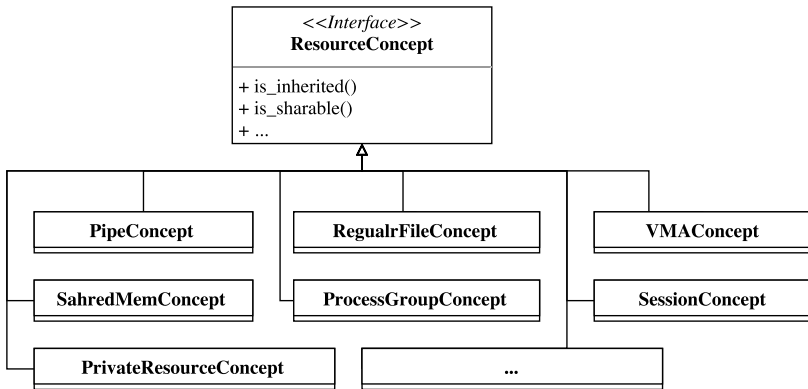 <<Interface>>
ResourceConcept
+ is_inherited()
+ is_sharable()
+ ...
PipeConcept
RegualrFileConcept
VMAConcept
SahredMemConcept
ProcessGroupConcept
SessionConcept
PrivateResourceConcept
...